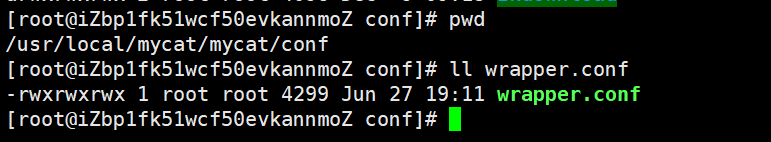 [root@iZbp1fk51wcf50evkannmoZ conf]# pwd
/usr/local/mycat/mycat/conf
[root@iZbp1fk51wcf50evkannmoZ conf]# ll wrapper.conf
-rwxrwxrwx 1 root root 4299 Jun 27 19:11 wrapper.conf
[root@iZbp1fk51wcf50evkannmoZ conf]#